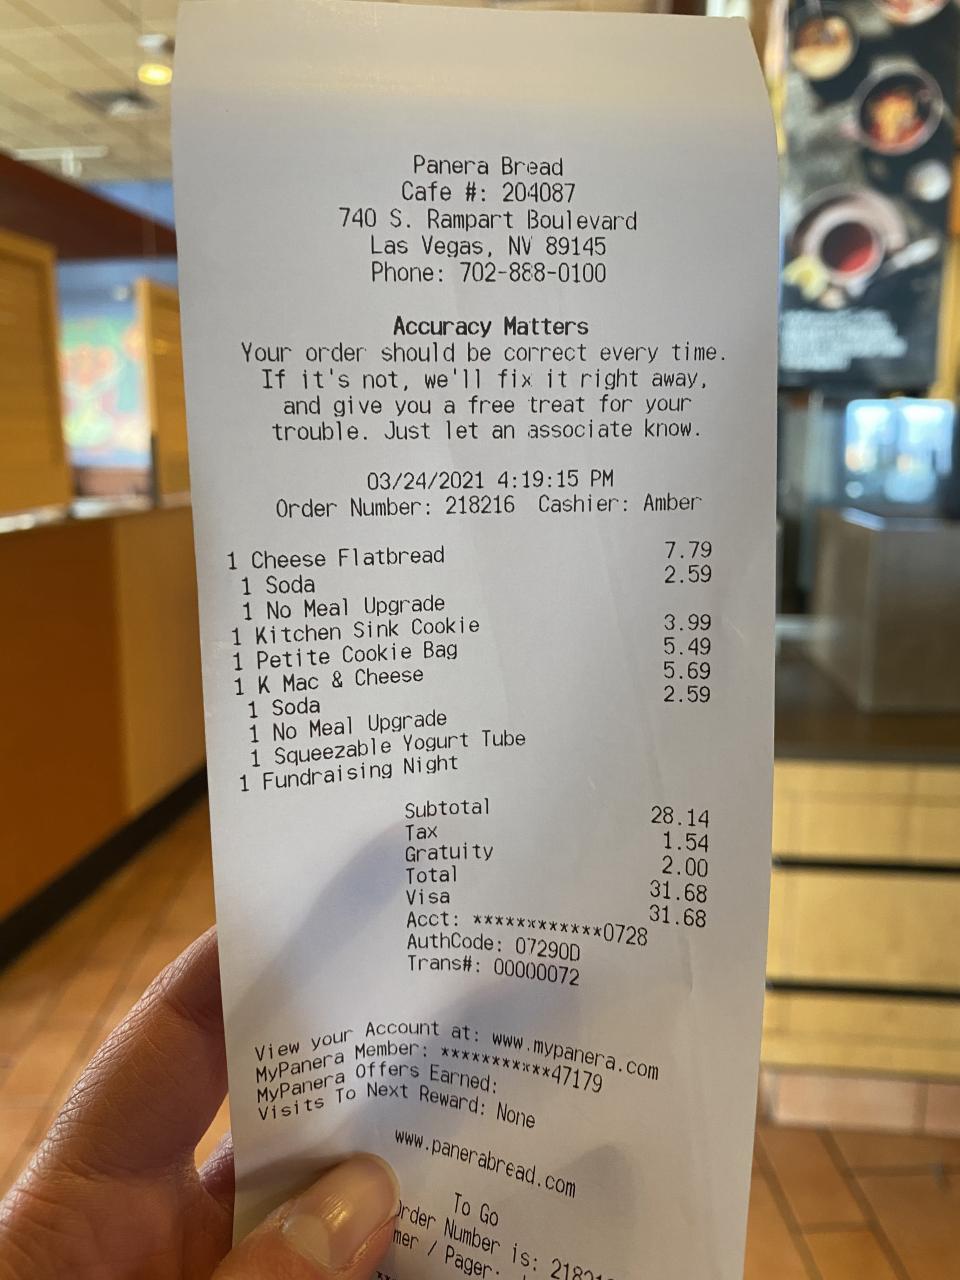 Panera Bread
Cafe #: 204087
740 S. Rampart Boulevard
Las Vegas, NV 89145
Phone: 702-888-0100
Accuracy Matters
Your order should be correct every time.
If it's not, we'll fix it right away,
and give you a free treat for your
trouble. Just let an associate know.
03/24/2021 4:19:15 PM
Order Number: 218216 Cashier: Amber
1 Cheese Flatbread 7.79
1 Soda 2.59
1 No Meal Upgrade
1 Kitchen Sink Cookie 3.99
1 Petite Cookie Bag 5.49
1 K Mac & Cheese 5.69
1 Soda 2.59
1 No Meal Upgrade
1 Squeezable Yogurt Tube
1 Fundraising Night
Subtotal 28.14
Tax 1.54
Gratuity 2.00
Total 31.68
Visa 31.68
Acct: ************0728
AuthCode: 07290D
Trans#: 00000072
View your Account at: www.mypanera.com
MyPanera Member: **********47179
MyPanera Offers Earned:
Visits To Next Reward: None
www.panerabread.com
To Go
Order Number is:
/ Pager.